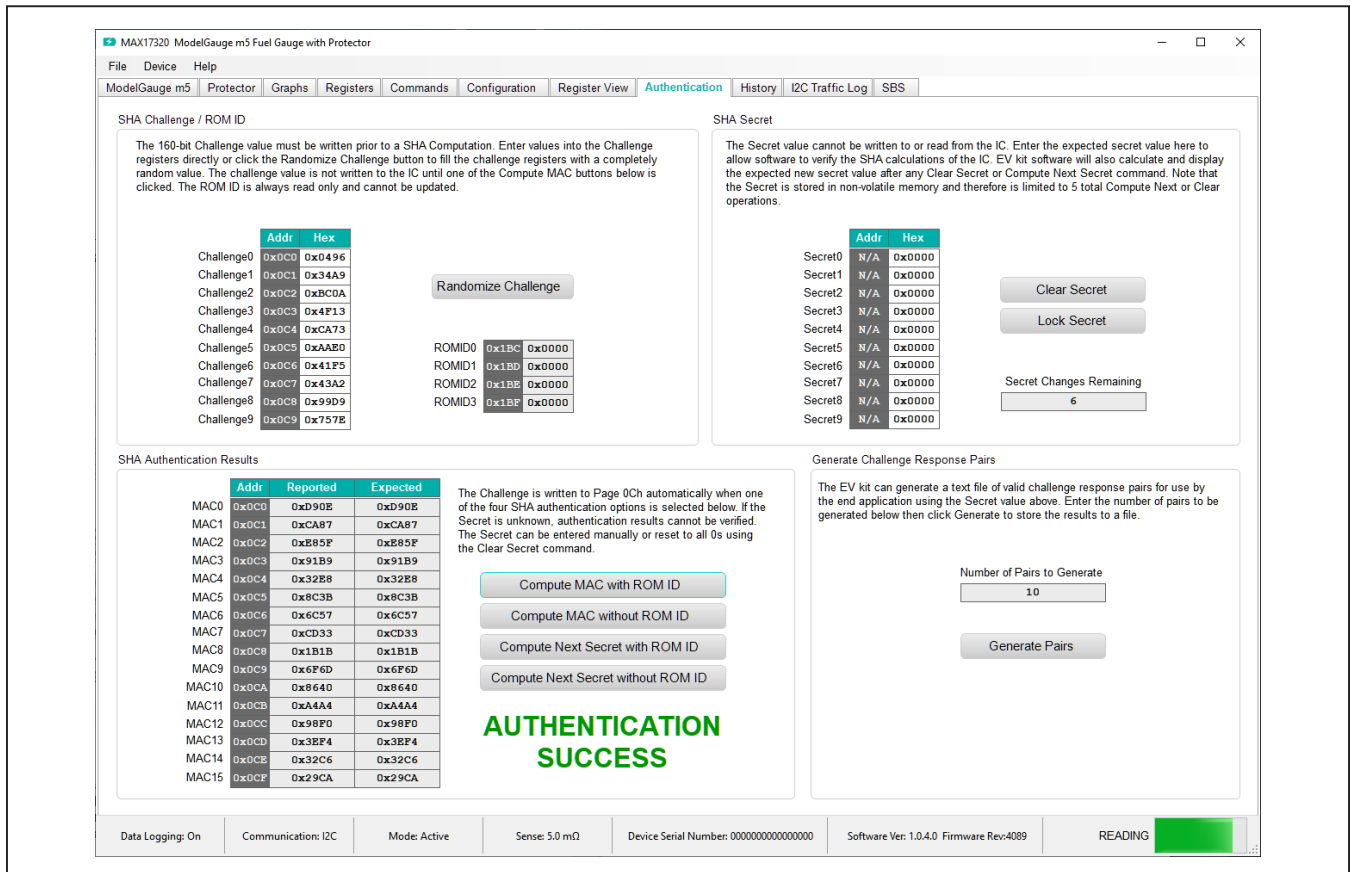 MAX17320 ModelGauge m5 Fuel Gauge with Protector
File Device Help
ModelGauge m5 Protector Graphs Registers Commands Configuration Register View Authentication History I2C Traffic Log SBS
SHA Challenge / ROM ID
The 160-bit Challenge value must be written prior to a SHA Computation. Enter values into the Challenge
registers directly or click the Randomize Challenge button to fill the challenge registers with a completely
random value. The challenge value is not written to the IC until one of the Compute MAC buttons below is
clicked. The ROM ID is always read only and cannot be updated.
Addr Hex
Challenge0 0x0C0 0x0496
Challenge1 0x0C1 0x34A9
Challenge2 0x0C2 0xBC0A
Challenge3 0x0C3 0x4F13
Challenge4 0x0C4 0xCA73
Challenge5 0x0C5 0xAAE0
Challenge6 0x0C6 0x41F5
Challenge7 0x0C7 0x43A2
Challenge8 0x0C8 0x99D9
Challenge9 0x0C9 0x757E
Randomize Challenge
ROMID0 0x1BC 0x0000
ROMID1 0x1BD 0x0000
ROMID2 0x1BE 0x0000
ROMID3 0x1BF 0x0000
SHA Secret
The Secret value cannot be written to or read from the IC. Enter the expected secret value here to
allow software to verify the SHA calculations of the IC. EV kit software will also calculate and display
the expected new secret value after any Clear Secret or Compute Next Secret command. Note that
the Secret is stored in non-volatile memory and therefore is limited to 5 total Compute Next or Clear
operations.
Addr Hex
Secret0 N/A 0x0000
Secret1 N/A 0x0000
Secret2 N/A 0x0000
Secret3 N/A 0x0000
Secret4 N/A 0x0000
Secret5 N/A 0x0000
Secret6 N/A 0x0000
Secret7 N/A 0x0000
Secret8 N/A 0x0000
Secret9 N/A 0x0000
Clear Secret
Lock Secret
Secret Changes Remaining
6
SHA Authentication Results
Addr Reported Expected
MAC0 0x0C0 0xD90E 0xD90E
MAC1 0x0C1 0xCA87 0xCA87
MAC2 0x0C2 0xE85F 0xE85F
MAC3 0x0C3 0x91B9 0x91B9
MAC4 0x0C4 0x32E8 0x32E8
MAC5 0x0C5 0x8C3B 0x8C3B
MAC6 0x0C6 0x6C57 0x6C57
MAC7 0x0C7 0xCD33 0xCD33
MAC8 0x0C8 0x1B1B 0x1B1B
MAC9 0x0C9 0x6F6D 0x6F6D
MAC10 0x0CA 0x8640 0x8640
MAC11 0x0CB 0xA4A4 0xA4A4
MAC12 0x0CC 0x98F0 0x98F0
MAC13 0x0CD 0x3EF4 0x3EF4
MAC14 0x0CE 0x32C6 0x32C6
MAC15 0x0CF 0x29CA 0x29CA
The Challenge is written to Page 0Ch automatically when one
of the four SHA authentication options is selected below. If the
Secret is unknown, authentication results cannot be verified.
The Secret can be entered manually or reset to all 0s using
the Clear Secret command.
Compute MAC with ROM ID
Compute MAC without ROM ID
Compute Next Secret with ROM ID
Compute Next Secret without ROM ID
AUTHENTICATION
SUCCESS
Generate Challenge Response Pairs
The EV kit can generate a text file of valid challenge response pairs for use by
the end application using the Secret value above. Enter the number of pairs to be
generated below then click Generate to store the results to a file.
Number of Pairs to Generate
10
Generate Pairs
Data Logging: On Communication: I2C Mode: Active Sense: 5.0 mΩ Device Serial Number: 0000000000000000 Software Ver: 1.0.4.0 Firmware Rev:4089 READING